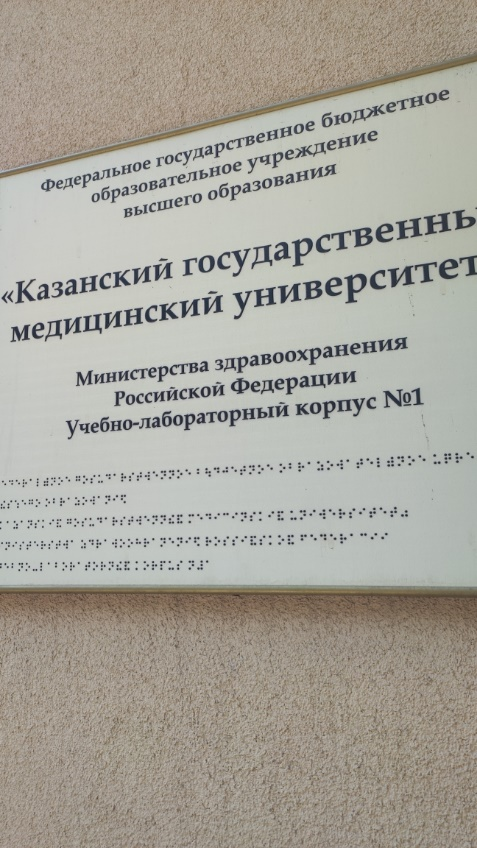 Федеральное государственное бюджетное
образовательное учреждение
высшего образования
«Казанский государственны
медицинский университет
Министерства здравоохранения
Российской Федерации
Учебно-лабораторный корпус №1